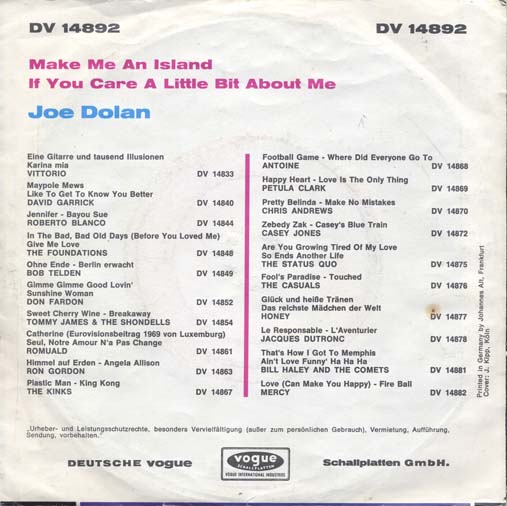 DV 14892 DV 14892
Make Me An Island
If You Care A Little Bit About Me
Joe Dolan
Eine Gitarre und tausend Illusionen
Karina mia
VITTORIO DV 14833
Maypole Mews
Like To Get To Know You Better
DAVID GARRICK DV 14840
Jennifer - Bayou Sue
ROBERTO BLANCO DV 14844
In The Bad, Bad Old Days (Before You Loved Me)
Give Me Love
THE FOUNDATIONS DV 14848
Ohne Ende - Berlin erwacht
BOB TELDEN DV 14849
Gimme Gimme Good Lovin'
Sunshine Woman
DON FARDON DV 14852
Sweet Cherry Wine - Breakaway
TOMMY JAMES & THE SHONDELLS DV 14854
Catherine (Eurovisionsbeitrag 1969 von Luxemburg)
Seul, Notre Amour N'a Pas Change
ROMUALD DV 14861
Himmel auf Erden - Angela Allison
RON GORDON DV 14863
Plastic Man - King Kong
THE KINKS DV 14867
Football Game - Where Did Everyone Go To
ANTOINE DV 14868
Happy Heart - Love Is The Only Thing
PETULA CLARK DV 14869
Pretty Belinda - Make No Mistakes
CHRIS ANDREWS DV 14870
Zebedy Zak - Casey's Blue Train
CASEY JONES DV 14872
Are You Growing Tired Of My Love
So Ends Another Life
THE STATUS QUO DV 14875
Fool's Paradise - Touched
THE CASUALS DV 14876
Glück und heiße Tränen
Das reichste Mädchen der Welt
HONEY DV 14877
Le Responsable - L'Aventurier
JACQUES DUTRONC DV 14878
That's How I Got To Memphis
Ain't Love Funny' Ha Ha Ha
BILL HALEY AND THE COMETS DV 14881
Love (Can Make You Happy) - Fire Ball
MERCY DV 14882
Printed in Germany by Johannes Alt, Frankfurt
Cover: J. Köpp, Köln
„Urheber- und Leistungsschutzrechte, besonders Vervielfältigung (außer zum persönlichen Gebrauch), Vermietung, Aufführung,
Sendung, vorbehalten."
DEUTSCHE VOGUE vogue Schallplatten GmbH.
SCHALLPLATTEN
VOGUE INTERNATIONAL INDUSTRIES